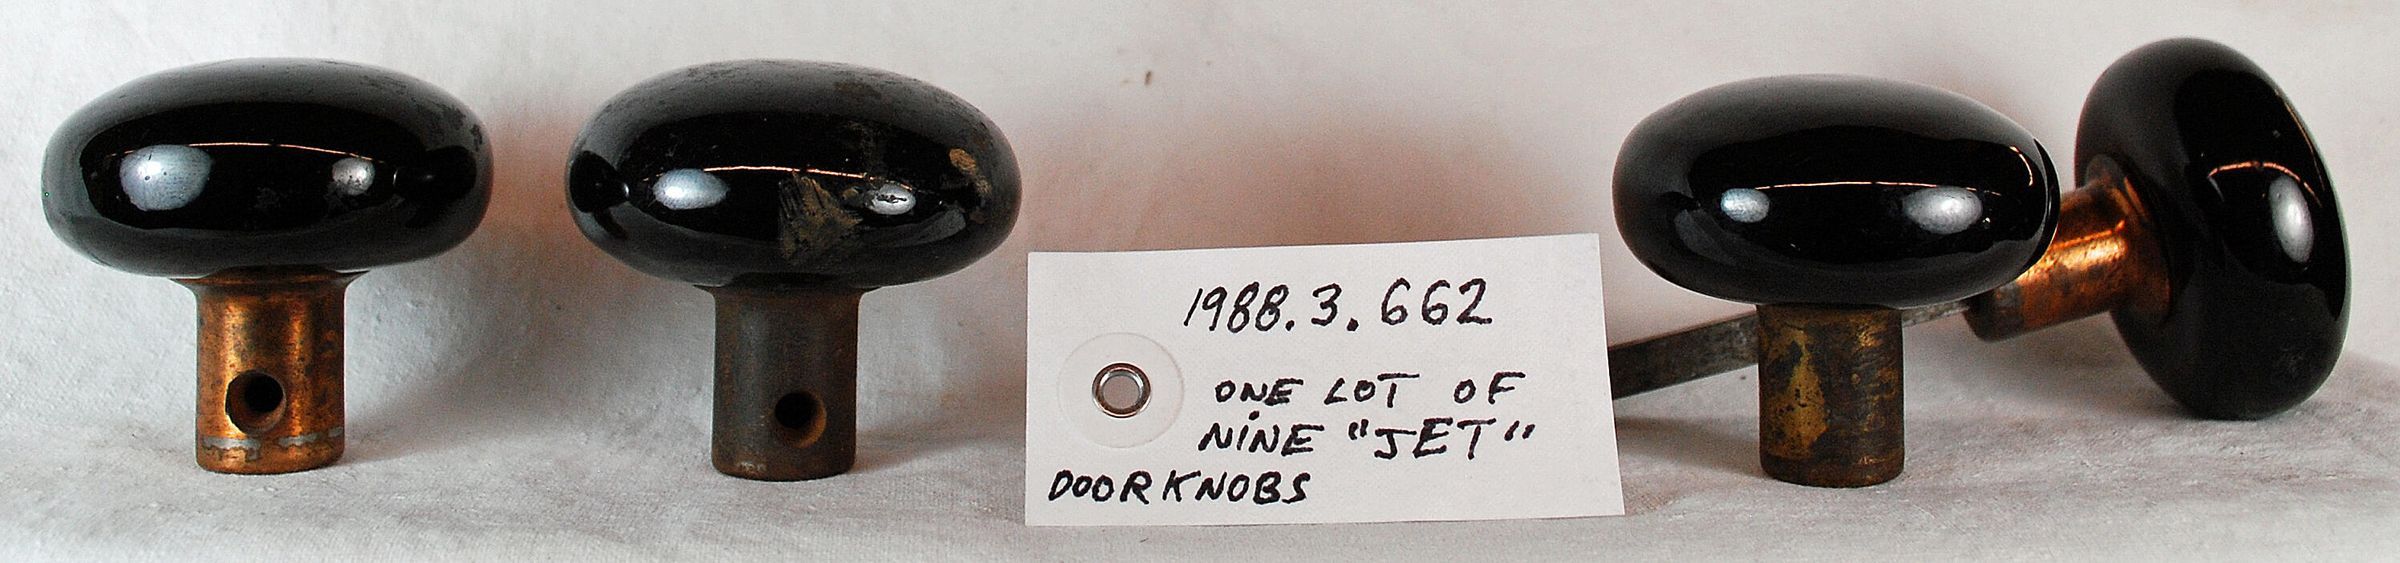 1988.3.662
ONE LOT OF
NINE "JET"
DOORKNOBS